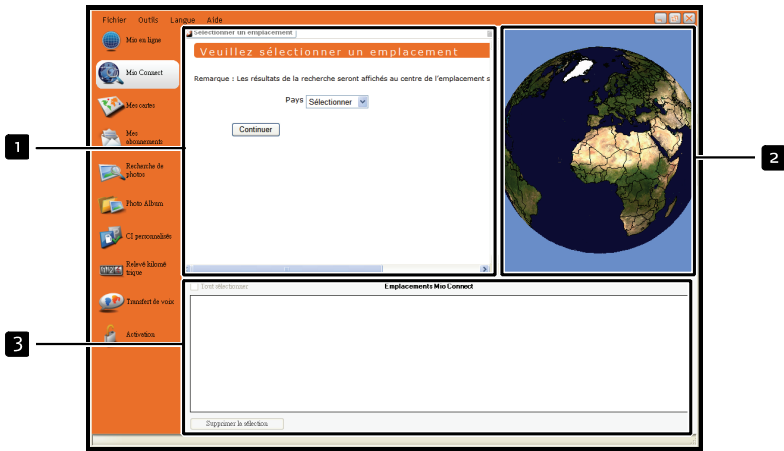 Fichier Outils Langue Aide
Mio en ligne
Mio Connect
Mes cartes
Mes abonnements
Recherche de photos
Photo Album
CI personnalisés
Relevé kilomé trique
Transfert de voix
Activation
Sélectionner un emplacement
Veuillez sélectionner un emplacement
Remarque : Les résultats de la recherche seront affichés au centre de l'emplacement s
Pays Sélectionner
Continuer
Tout sélectionner Emplacements Mio Connect
Supprimer la sélection
1
2
3